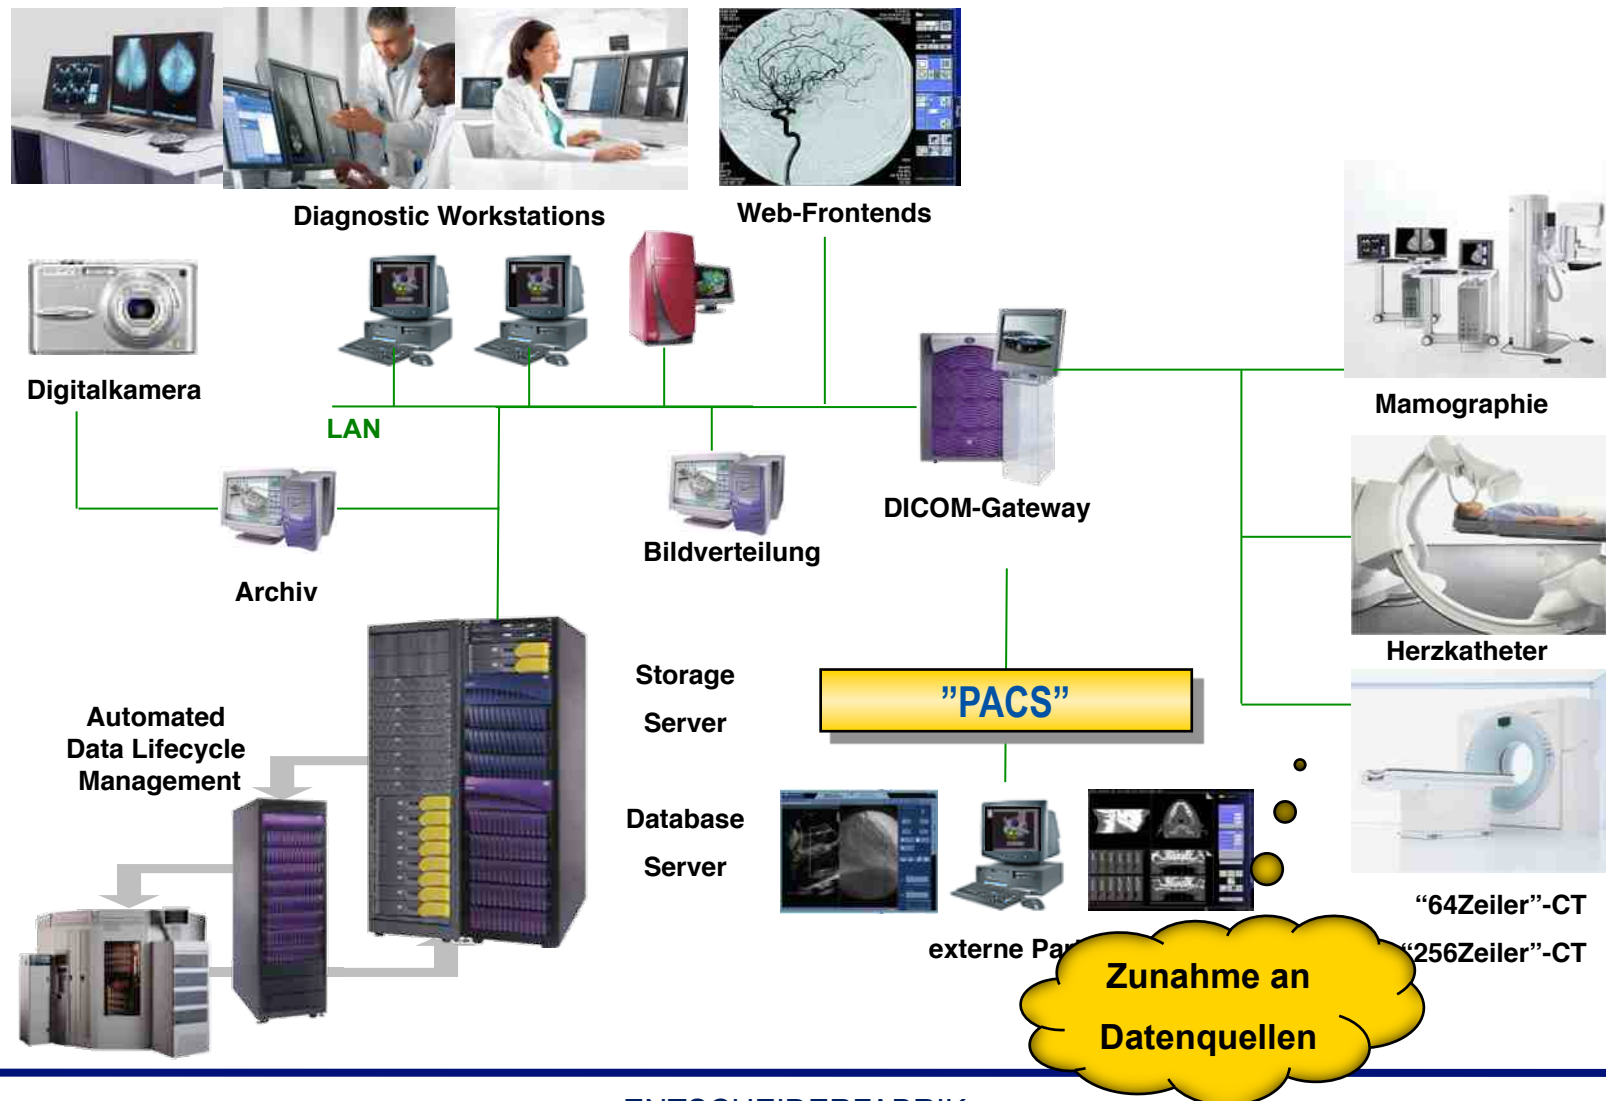 Diagnostic Workstations
Web-Frontends
Digitalkamera
LAN
Mamographie
DICOM-Gateway
Bildverteilung
Archiv
Herzkatheter
Storage
Server
”PACS”
Automated
Data Lifecycle
Management
Database
Server
“64Zeiler”-CT
externe
“256Zeiler”-CT
Zunahme an
Datenquellen